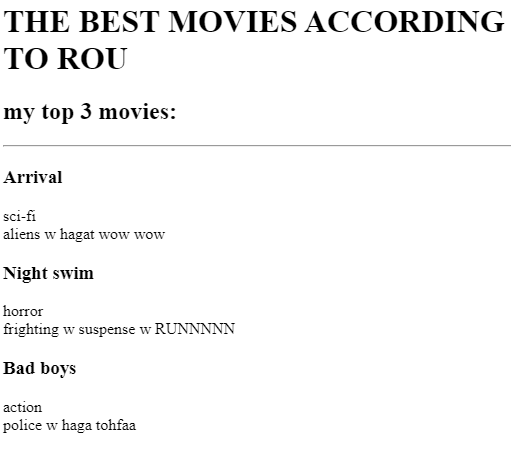 THE BEST MOVIES ACCORDING
TO ROU
my top 3 movies:
Arrival
sci-fi
aliens w hagat wow wow
Night swim
horror
frighting w suspense w RUNNNNN
Bad boys
action
police w haga tohfaa